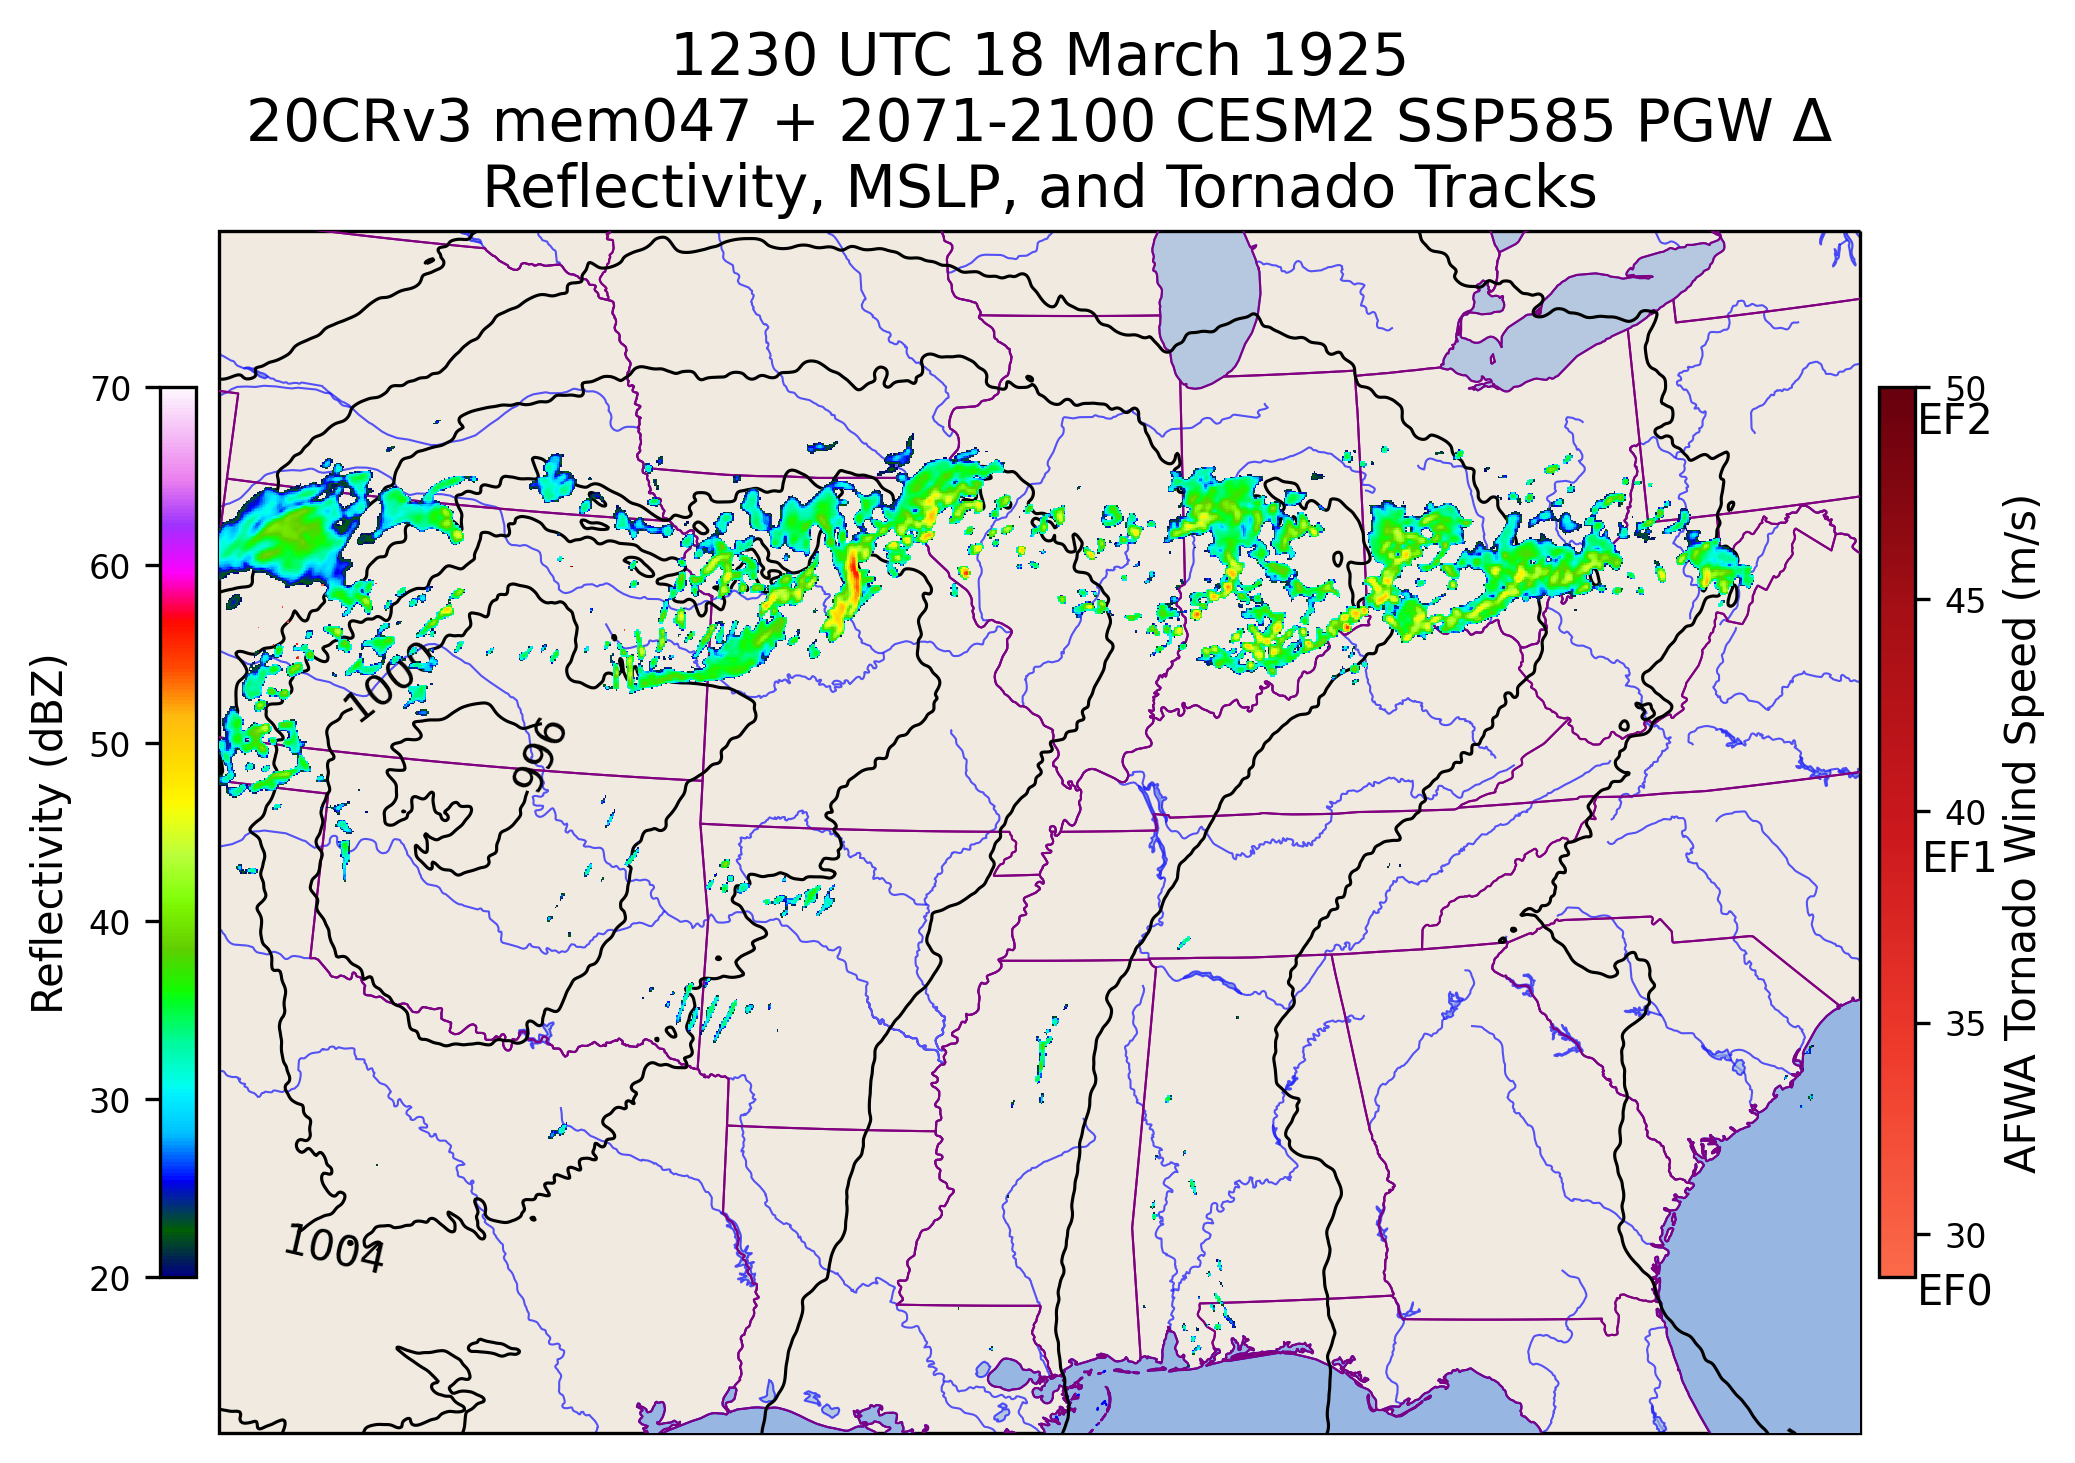 1230 UTC 18 March 1925
20CRv3 mem047 + 2071-2100 CESM2 SSP585 PGW Δ
Reflectivity, MSLP, and Tornado Tracks
70
60
50
40
30
20
Reflectivity (dBZ)
1000
996
1004
50
EF2
45
40
EF1
35
30
EF0
AFWA Tornado Wind Speed (m/s)